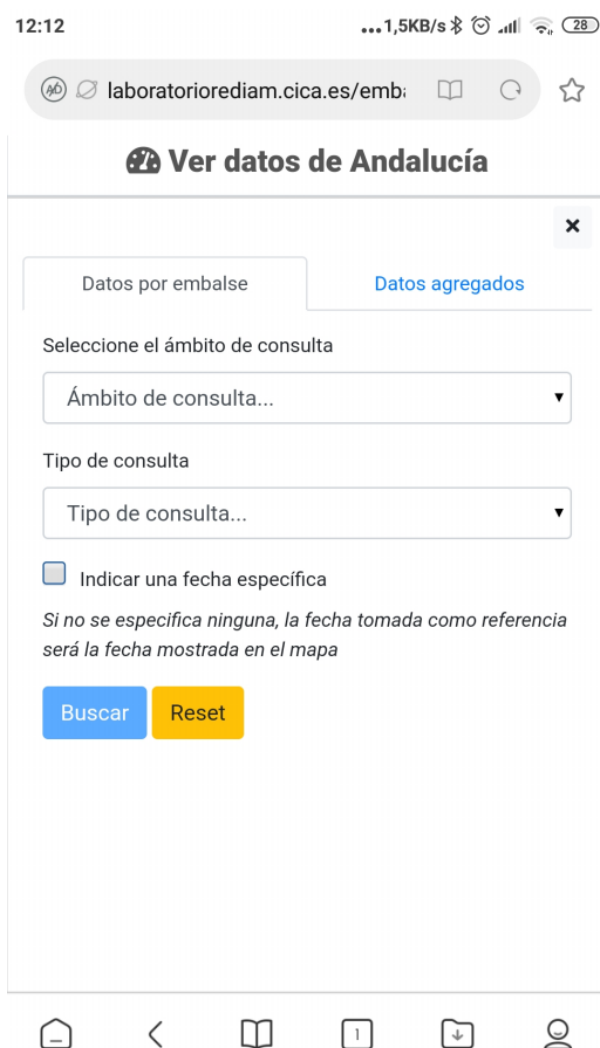 12:12 ...1,5KB/s 28
laboratoriorediam.cica.es/emb
Ver datos de Andalucía
×
Datos por embalse Datos agregados
Seleccione el ámbito de consulta
Ámbito de consulta...
Tipo de consulta
Tipo de consulta...
Indicar una fecha específica
Si no se especifica ninguna, la fecha tomada como referencia
será la fecha mostrada en el mapa
Buscar Reset
1